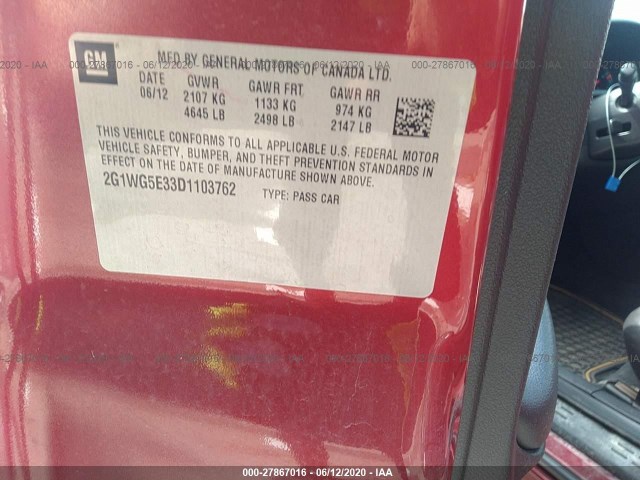 GM
MFD BY GENERAL MOTORS OF CANADA LTD.
DATE GVWR GAWR FRT GAWR RR
06/12 2107 KG 1133 KG 974 KG
4645 LB 2498 LB 2147 LB
THIS VEHICLE CONFORMS TO ALL APPLICABLE U.S. FEDERAL MOTOR
VEHICLE SAFETY, BUMPER, AND THEFT PREVENTION STANDARDS IN
EFFECT ON THE DATE OF MANUFACTURE SHOWN ABOVE.
2G1WG5E33D1103762 TYPE: PASS CAR
000-27867016 - 06/12/2020 - IAA